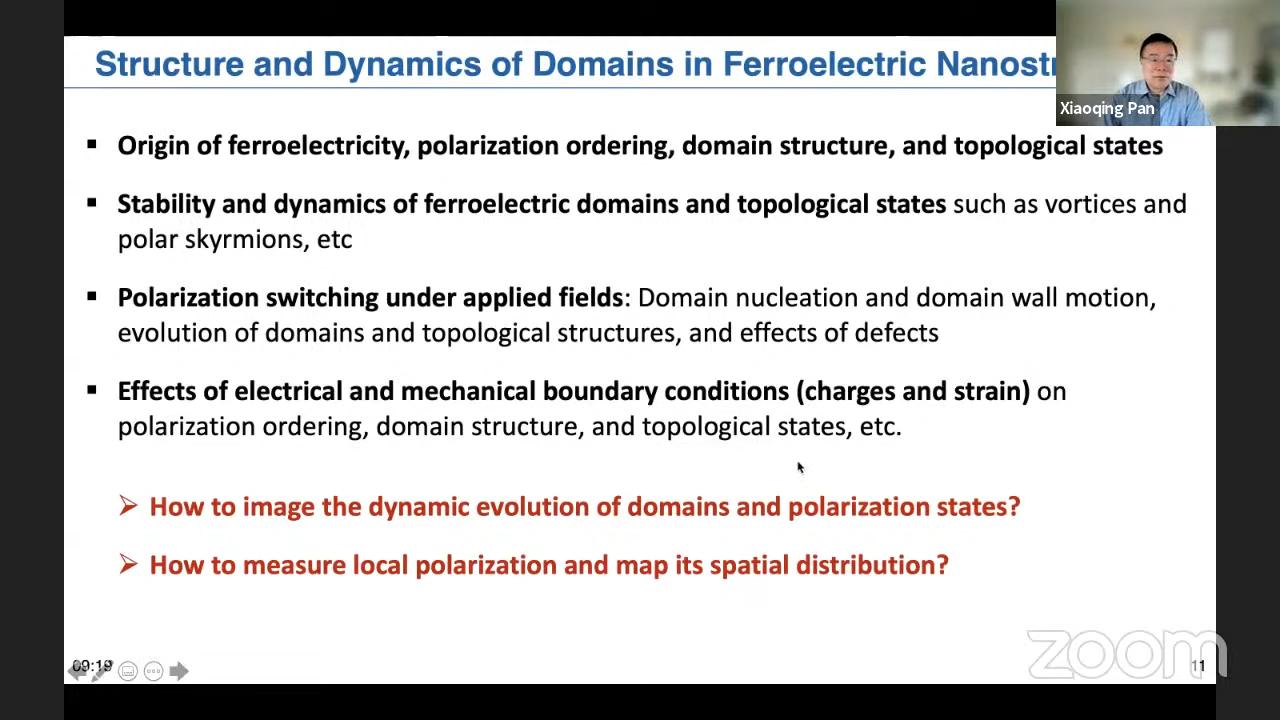 Structure and Dynamics of Domains in Ferroelectric Nanost
Xiaoqing Pan
▪ Origin of ferroelectricity, polarization ordering, domain structure, and topological states
▪ Stability and dynamics of ferroelectric domains and topological states such as vortices and
polar skyrmions, etc
▪ Polarization switching under applied fields: Domain nucleation and domain wall motion,
evolution of domains and topological structures, and effects of defects
▪ Effects of electrical and mechanical boundary conditions (charges and strain) on
polarization ordering, domain structure, and topological states, etc.
➢ How to image the dynamic evolution of domains and polarization states?
➢ How to measure local polarization and map its spatial distribution?
09:19
zoom
11